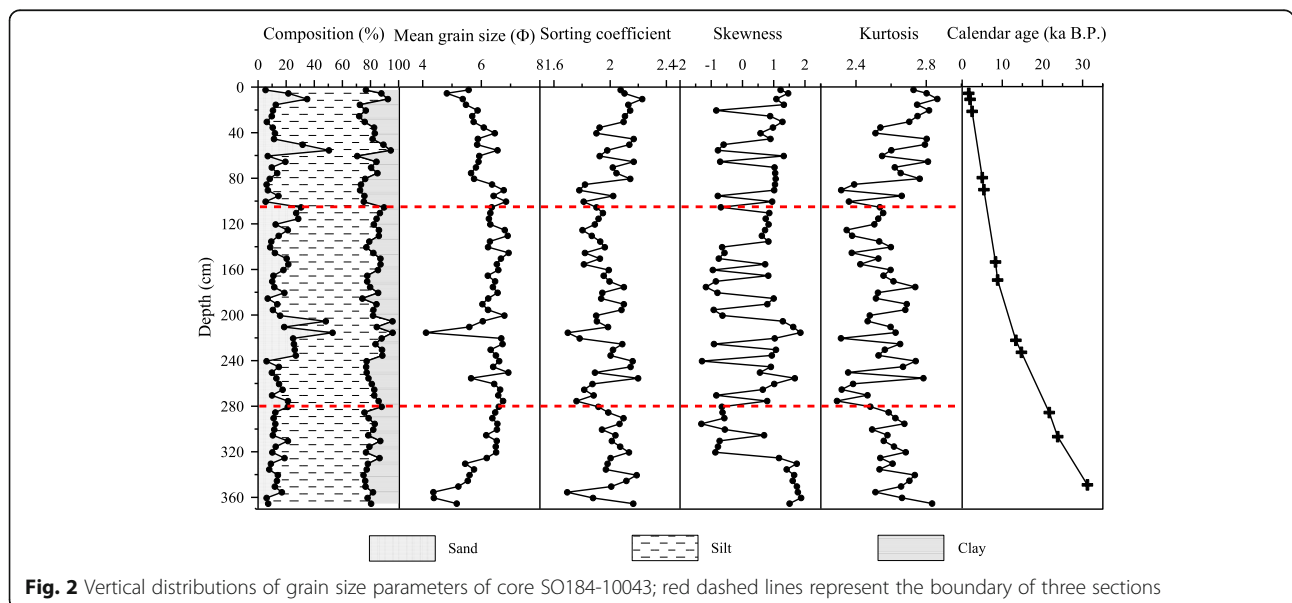 Composition (%) Mean grain size (Φ) Sorting coefficient Skewness Kurtosis Calendar age (ka B.P.)
0 20 40 60 80 100 4 6 8 1.6 2 2.4 -2 -1 0 1 2 2.4 2.8 0 10 20 30
Depth (cm)
0
40
80
120
160
200
240
280
320
360
Sand Silt Clay
Fig. 2 Vertical distributions of grain size parameters of core SO184-10043; red dashed lines represent the boundary of three sections